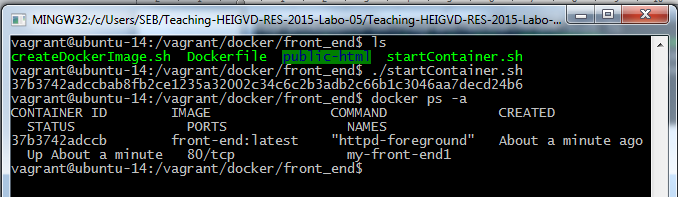 MINGW32:/c/Users/SEB/Teaching-HEIGVD-RES-2015-Labo-05/Teaching-HEIGVD-RES-2015-Labo-...
vagrant@ubuntu-14:/vagrant/docker/front_end$ ls
createDockerImage.sh Dockerfile public-html startContainer.sh
vagrant@ubuntu-14:/vagrant/docker/front_end$ ./startContainer.sh
37b3742adccbab8fb2ce1235a32002c34c6c2b3adb2c66b1c3046aa7decd24b6
vagrant@ubuntu-14:/vagrant/docker/front_end$ docker ps -a
CONTAINER ID IMAGE COMMAND CREATED
STATUS PORTS NAMES
37b3742adccb front-end:latest "httpd-foreground" About a minute ago
Up About a minute 80/tcp my-front-end1
vagrant@ubuntu-14:/vagrant/docker/front_end$